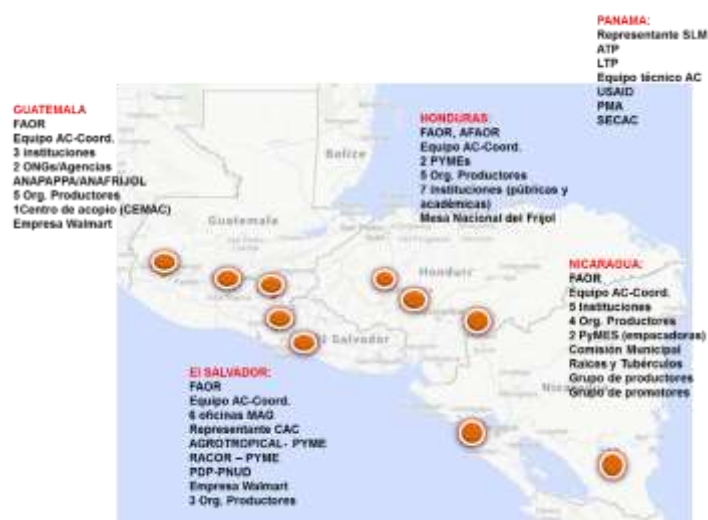 PANAMA:
Representante SLM
ATP
LTP
Equipo técnico AC
USAID
PMA
SECAC
GUATEMALA
FAOR
Equipo AC-Coord.
3 instituciones
2 ONGs/Agencias
ANAPAPPA/ANAFRIJOL
5 Org. Productores
1Centro de acopio (CEMAC)
Empresa Walmart
HONDURAS:
FAOR, AFAOR
Equipo AC-Coord.
2 PYMEs
5 Org. Productores
7 Instituciones (públicas y
académicas)
Mesa Nacional del Frijol
NICARAGUA:
FAOR
Equipo AC-Coord.
5 Instituciones
4 Org. Productores
2 PyMES (empacadoras)
Comisión Municipal
Raíces y Tubérculos
Grupo de productores
Grupo de promotores
El SALVADOR:
FAOR
Equipo AC-Coord.
6 oficinas MAG
Representante CAC
AGROTROPICAL- PYME
RACOR – PYME
PDP-PNUD
Empresa Walmart
3 Org. Productores
Belize
Guatemala
El Salvador